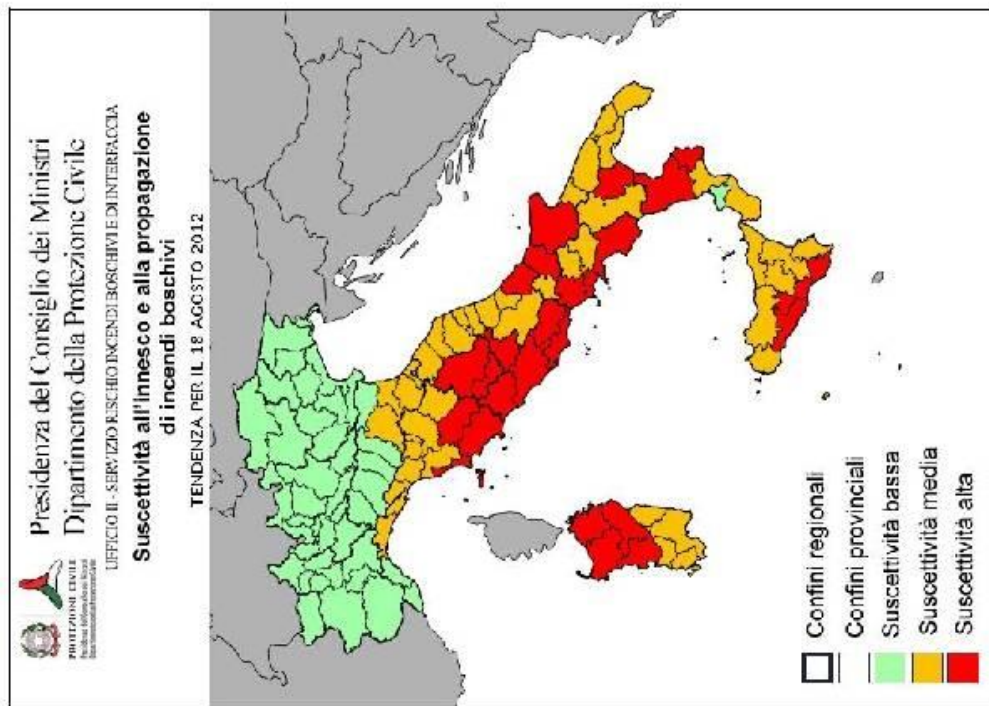 Presidenza del Consiglio dei Ministri
Dipartimento della Protezione Civile
UFFICIO II - SERVIZIO RISCHIO INCENDI BOSCHIVI E DI INTERFACCIA
Suscettività all'innesco e alla propagazione
di incendi boschivi
TENDENZA PER IL 18 AGOSTO 2012
PROTEZIONE CIVILE
Confini regionali
Confini provinciali
Suscettività bassa
Suscettività media
Suscettività alta